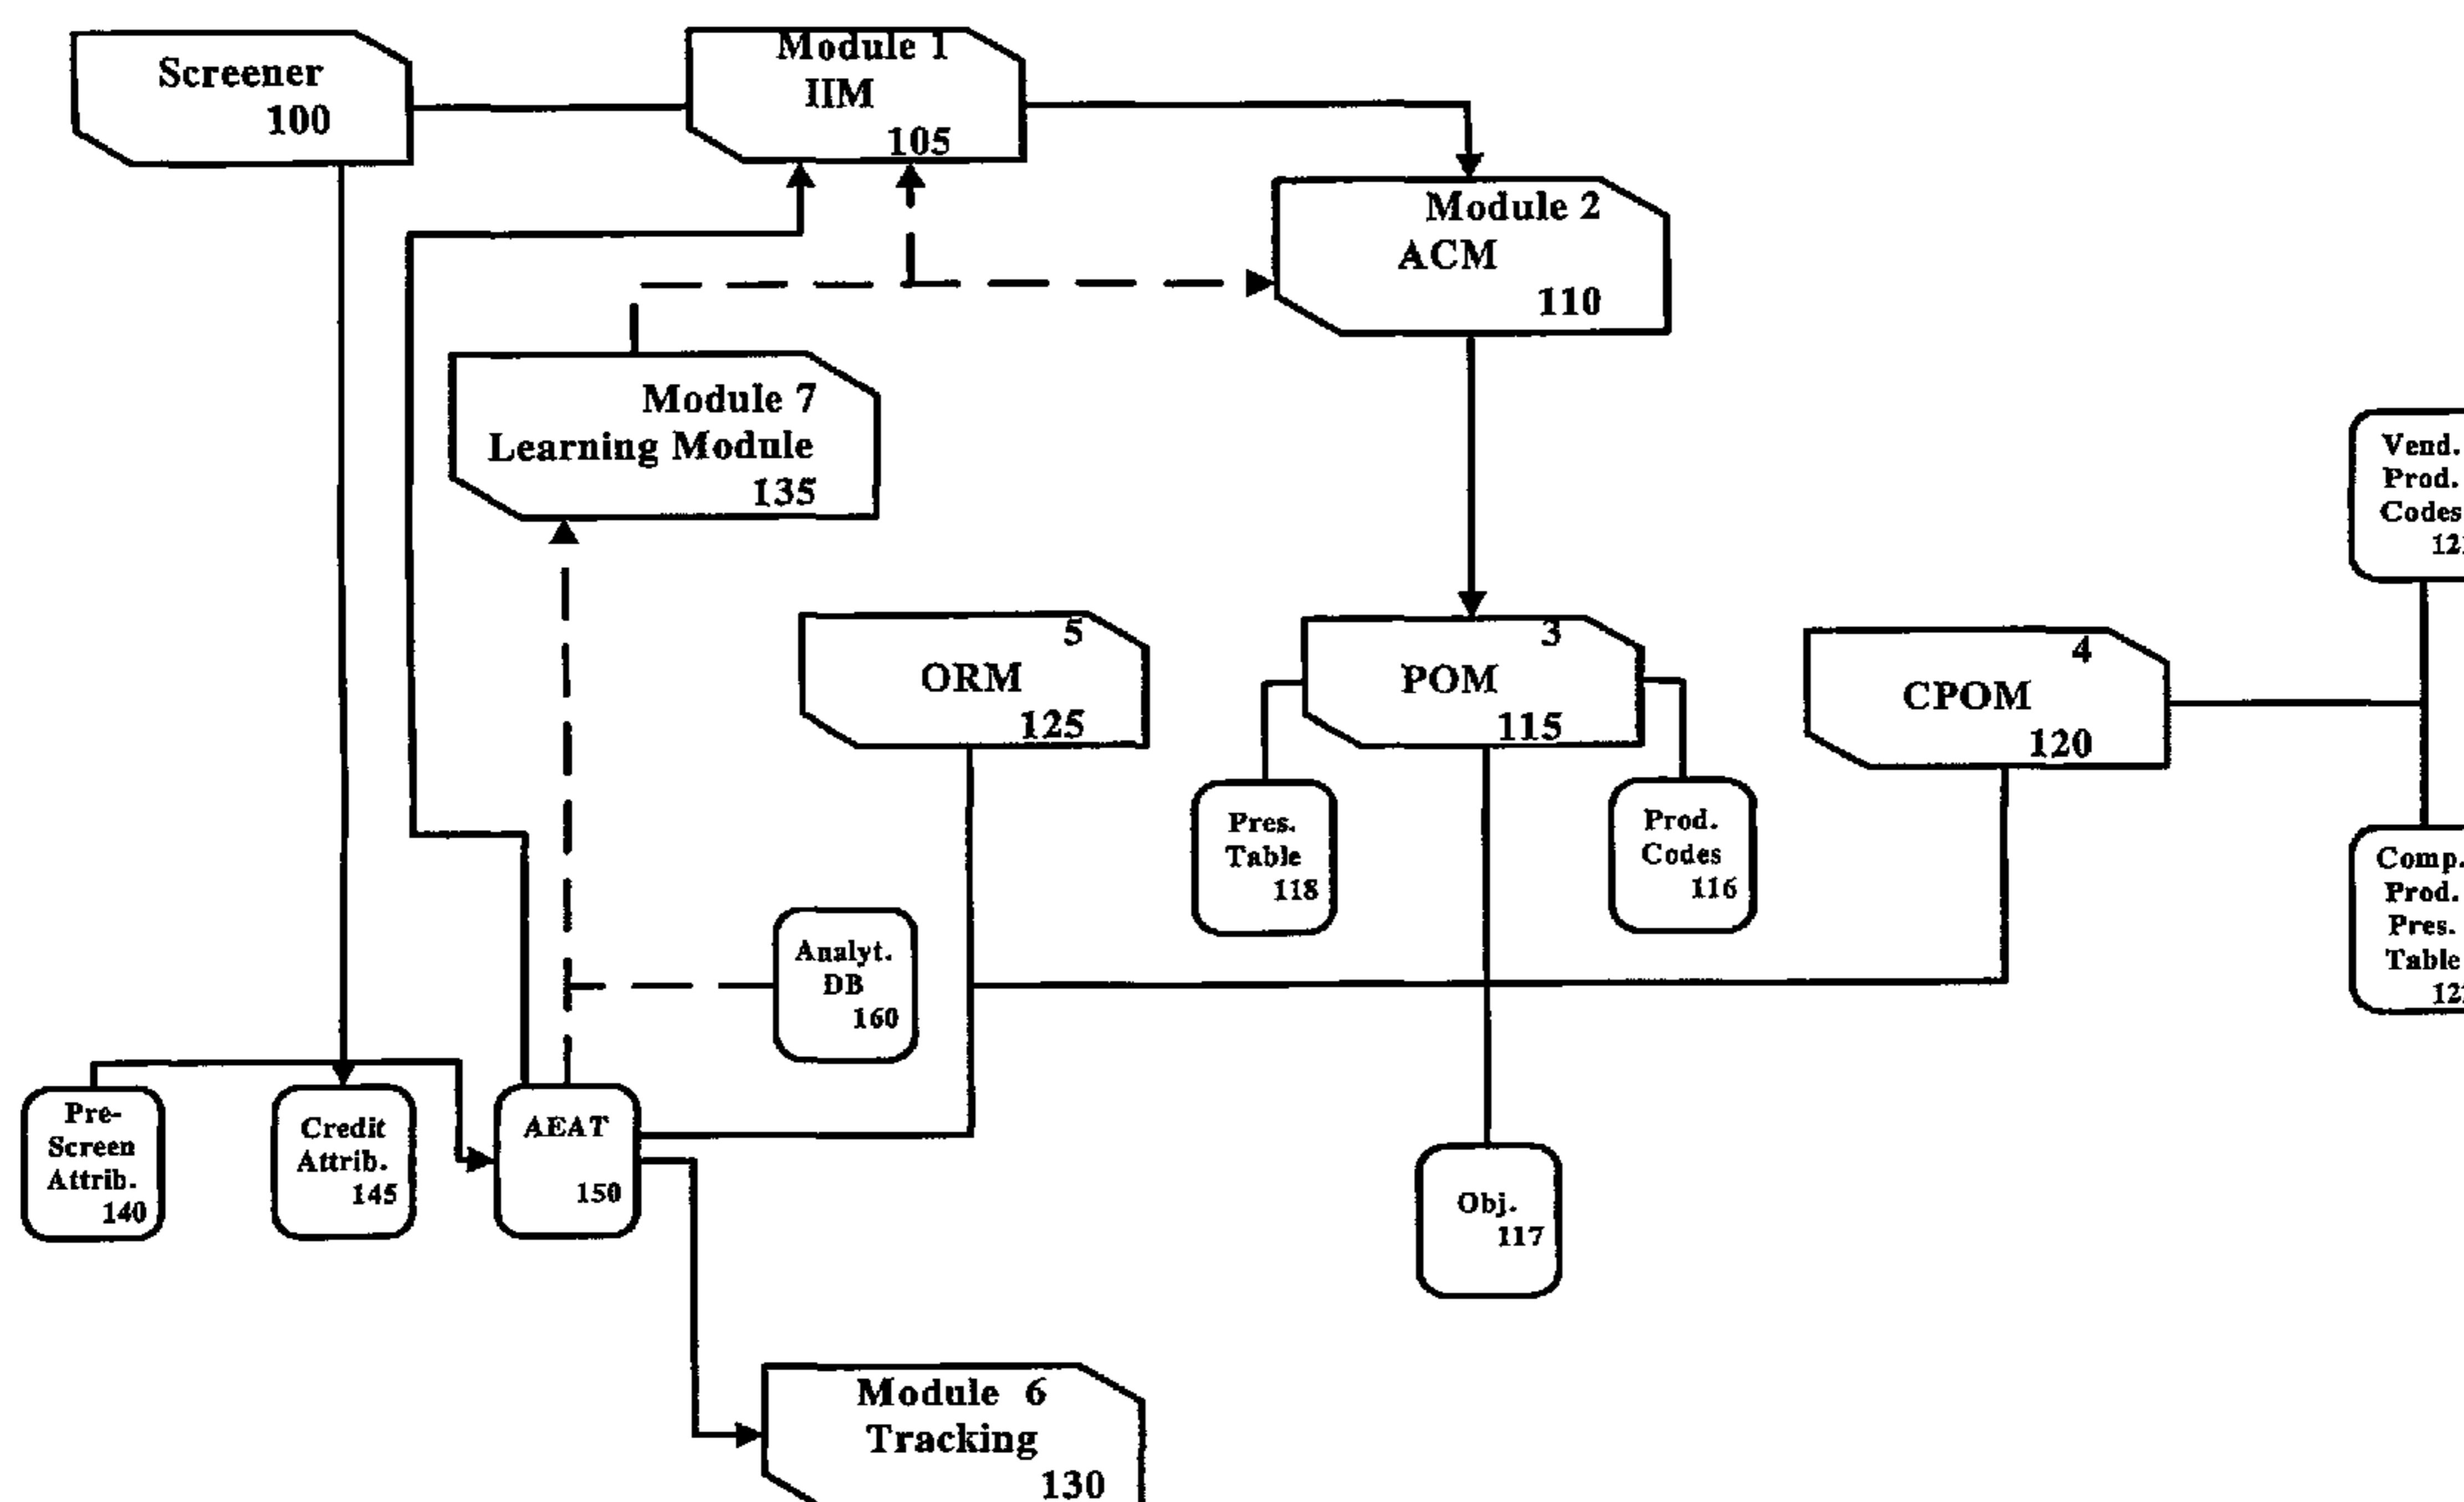 Screener
100
Module 1
IIM
105
Module 2
ACM
110
Module 7
Learning Module
135
Vend.
Prod.
Codes
5
ORM
125
3
POM
115
4
CPOM
120
Pres.
Table
118
Prod.
Codes
116
Comp.
Prod.
Pres.
Table
Analyt.
DB
160
Pre-
Screen
Attrib.
140
Credit
Attrib.
145
AEAT
150
Obj.
117
Module 6
Tracking
130